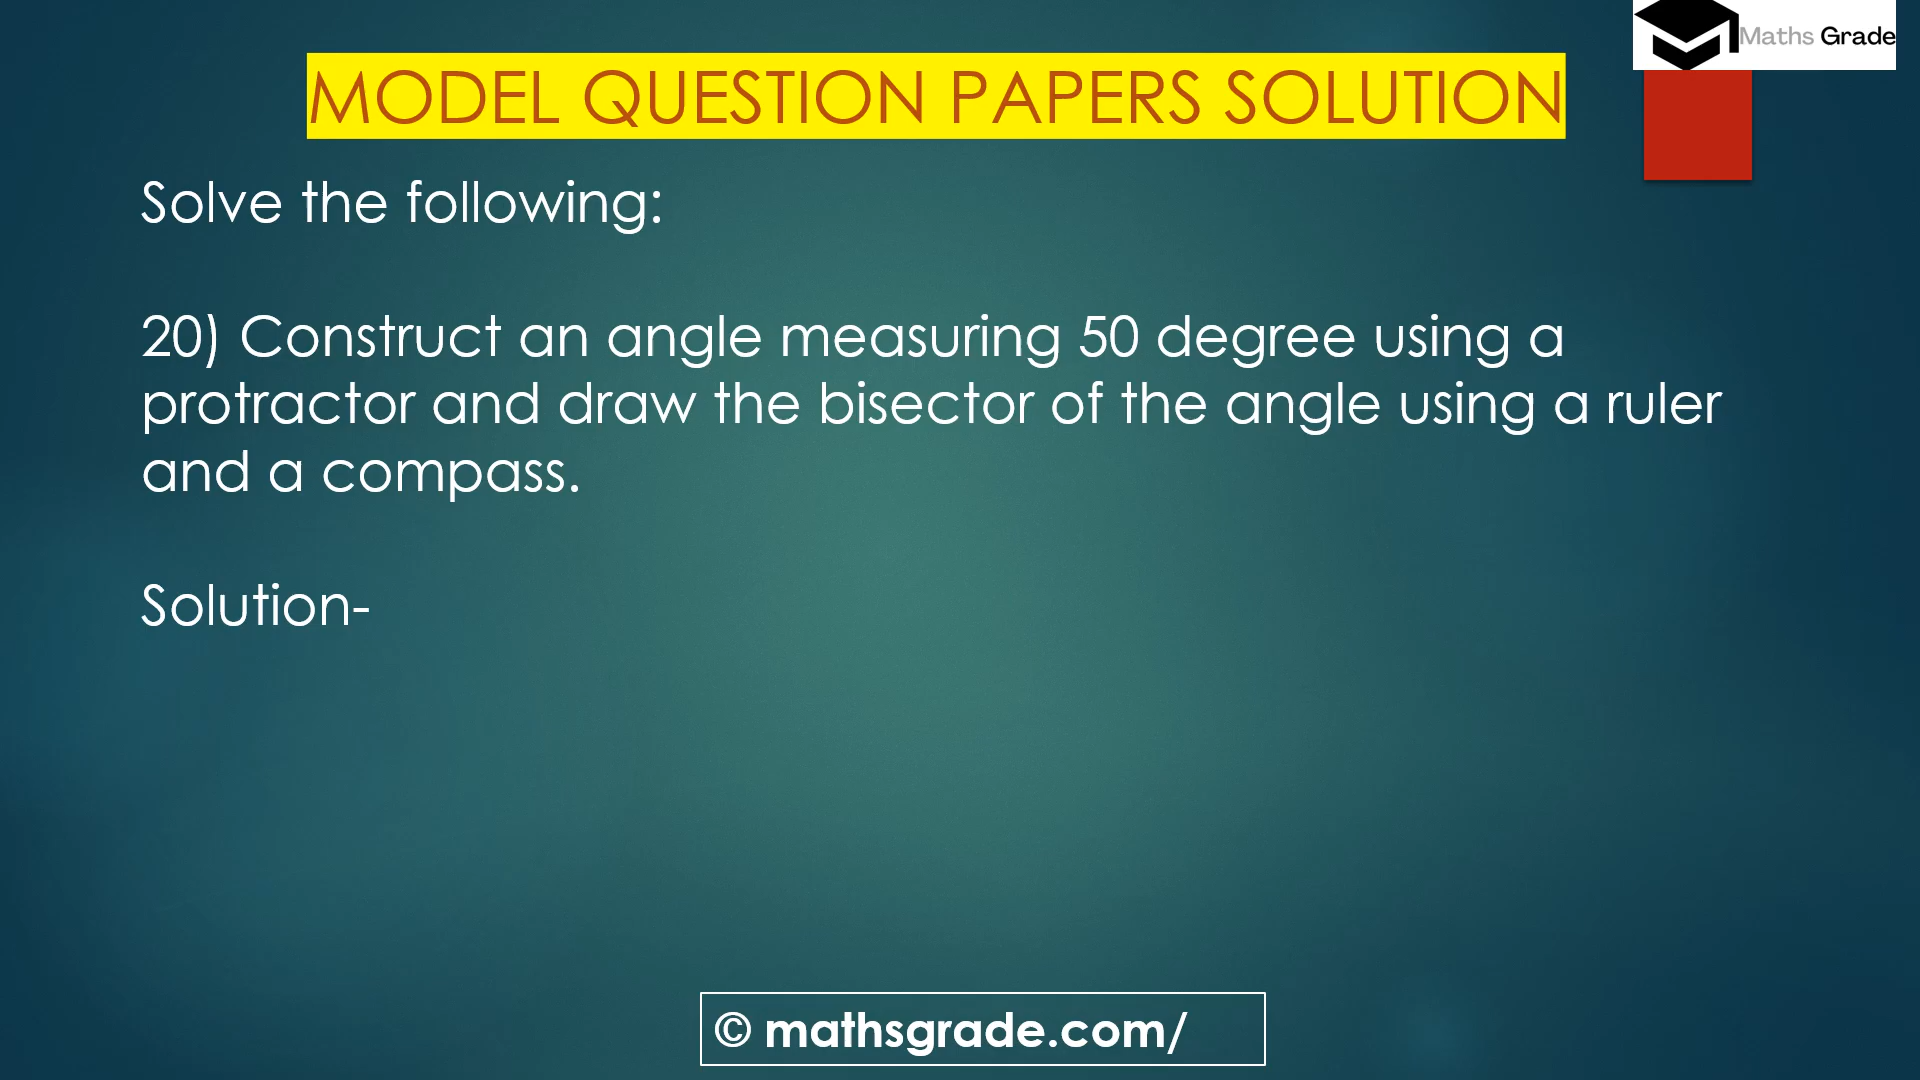 Maths Grade
MODEL QUESTION PAPERS SOLUTION
Solve the following:
20) Construct an angle measuring 50 degree using a
protractor and draw the bisector of the angle using a ruler
and a compass.
Solution-
© mathsgrade.com/